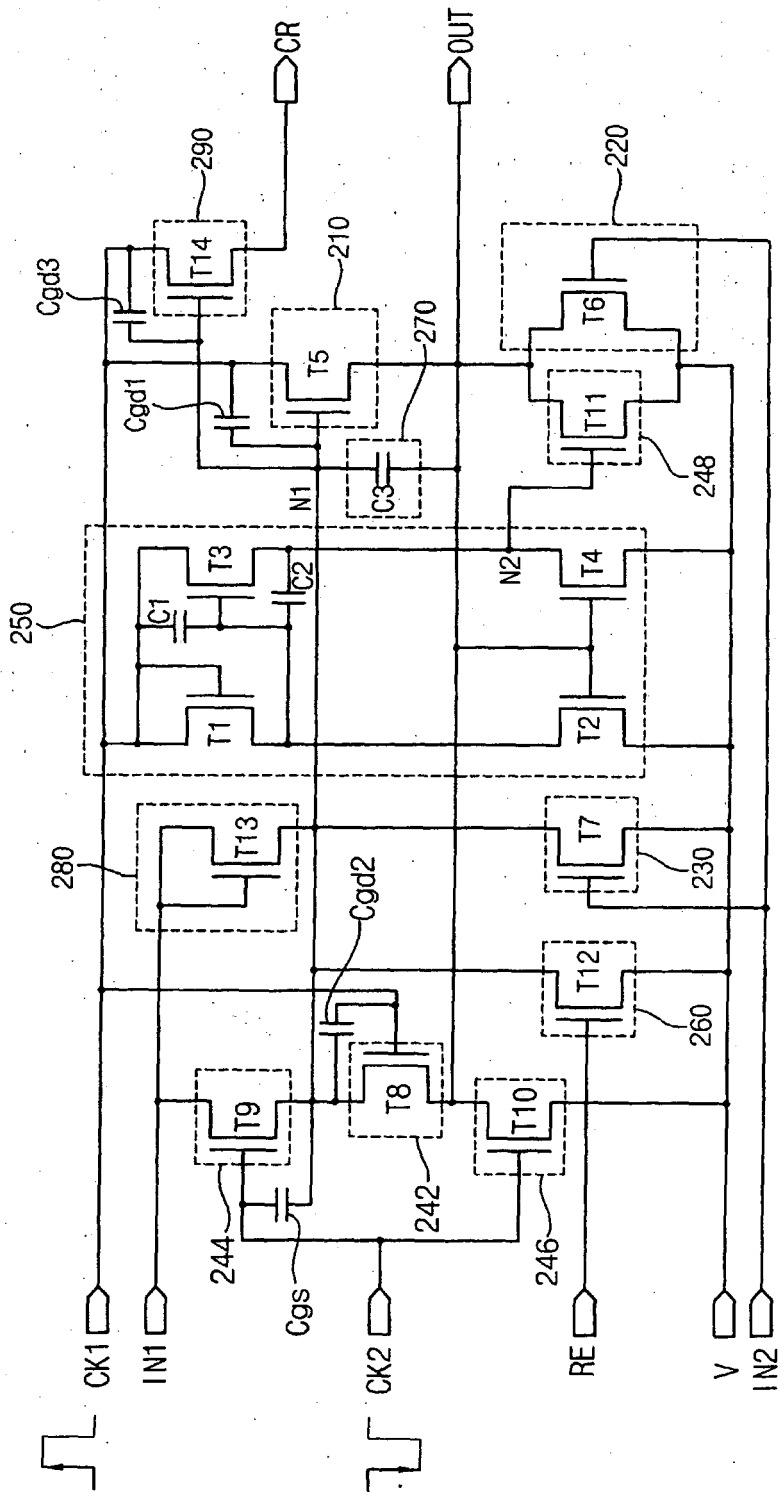 CK1
IN1
CK2
RE
V
IN2
CR
OUT
244
T9
Cgs
242
T8
Cgd2
246
T10
260
T12
280
T13
230
T7
250
T1
C1
T3
C2
T2
T4
N2
N1
Cgd3
290
T14
Cgd1
210
T5
270
C3
220
T6
T11
248